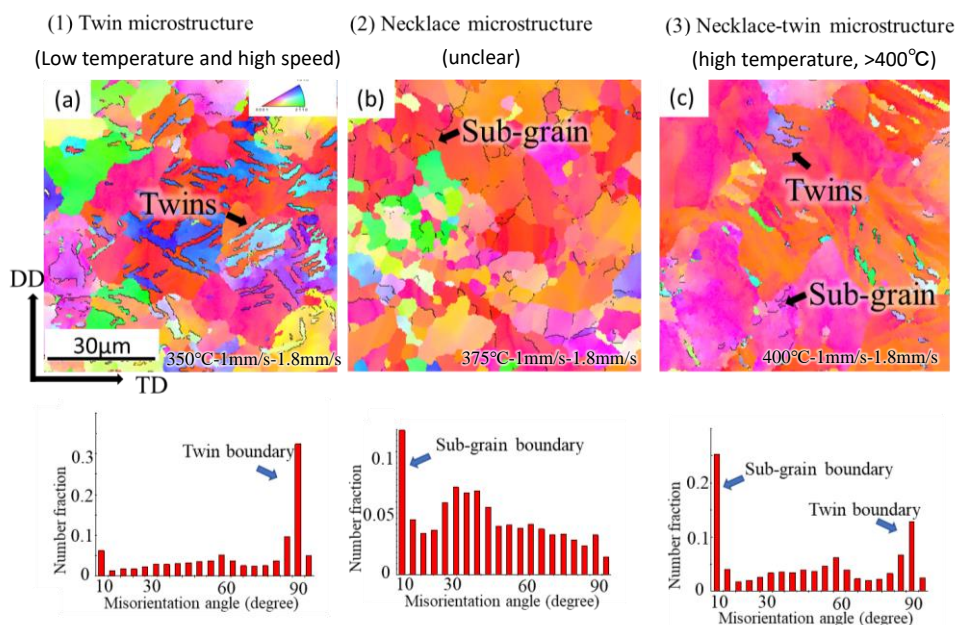 (1) Twin microstructure
(Low temperature and high speed)
(2) Necklace microstructure
(unclear)
(3) Necklace-twin microstructure
(high temperature, >400℃)
(a)
Twins
350℃-1mm/s-1.8mm/s
(b)
Sub-grain
375℃-1mm/s-1.8mm/s
(c)
Twins
Sub-grain
400℃-1mm/s-1.8mm/s
DD
30μm
TD
Number fraction
0.3
0.2
0.1
0
Twin boundary
10 30 60 90
Misorientation angle (degree)
Number fraction
0.1
0.05
0
Sub-grain boundary
10 30 60 90
Misorientation angle (degree)
Number fraction
0.2
0.1
0
Sub-grain boundary
Twin boundary
10 30 60 90
Misorientation angle (degree)